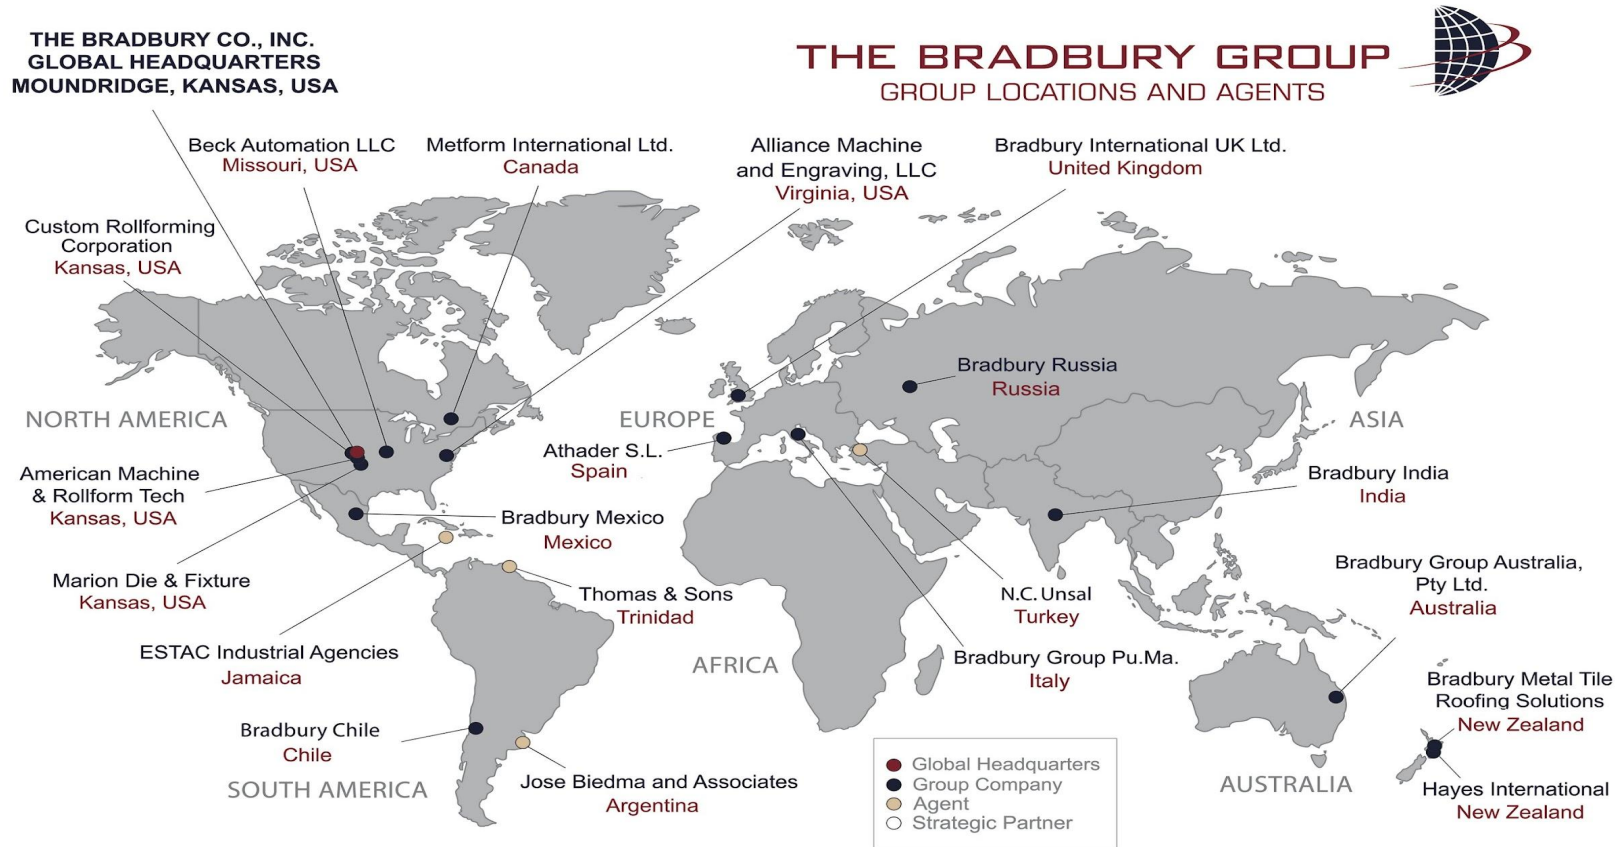 THE BRADBURY CO., INC.
GLOBAL HEADQUARTERS
MOUNDRIDGE, KANSAS, USA
THE BRADBURY GROUP
GROUP LOCATIONS AND AGENTS
Beck Automation LLC
Missouri, USA
Metform International Ltd.
Canada
Alliance Machine
and Engraving, LLC
Virginia, USA
Bradbury International UK Ltd.
United Kingdom
Custom Rollforming
Corporation
Kansas, USA
NORTH AMERICA
EUROPE
ASIA
Bradbury Russia
Russia
Athader S.L.
Spain
American Machine
& Rollform Tech
Kansas, USA
Bradbury India
India
Bradbury Mexico
Mexico
Marion Die & Fixture
Kansas, USA
Thomas & Sons
Trinidad
N.C. Unsal
Turkey
Bradbury Group Australia,
Pty Ltd.
Australia
ESTAC Industrial Agencies
Jamaica
AFRICA
Bradbury Group Pu.Ma.
Italy
Bradbury Metal Tile
Roofing Solutions
New Zealand
Bradbury Chile
Chile
SOUTH AMERICA
Jose Biedma and Associates
Argentina
Global Headquarters
Group Company
Agent
Strategic Partner
AUSTRALIA
Hayes International
New Zealand